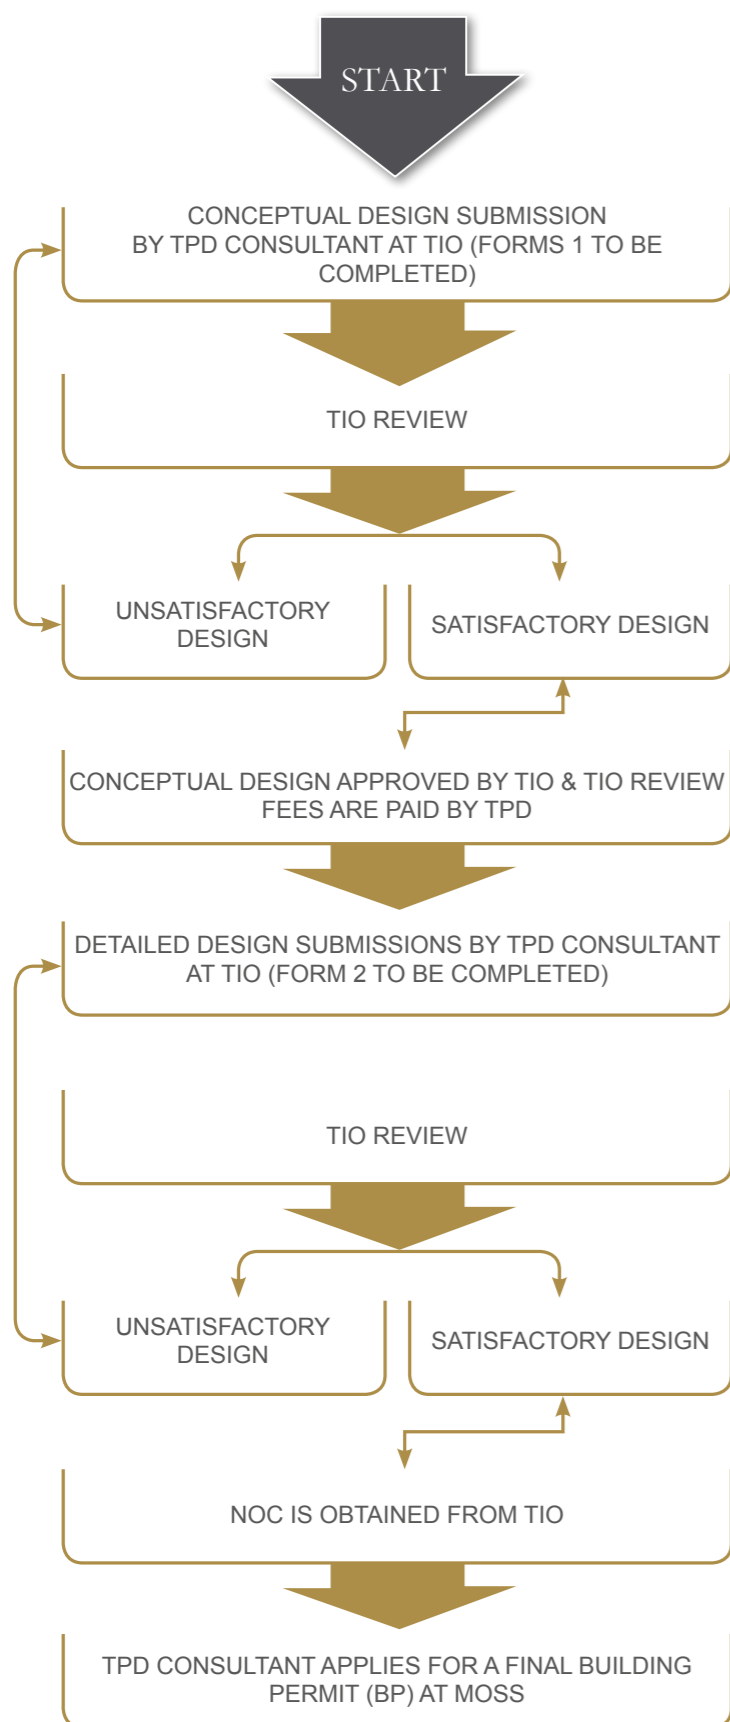 START
CONCEPTUAL DESIGN SUBMISSION
BY TPD CONSULTANT AT TIO (FORMS 1 TO BE
COMPLETED)
TIO REVIEW
UNSATISFACTORY
DESIGN
SATISFACTORY DESIGN
CONCEPTUAL DESIGN APPROVED BY TIO & TIO REVIEW
FEES ARE PAID BY TPD
DETAILED DESIGN SUBMISSIONS BY TPD CONSULTANT
AT TIO (FORM 2 TO BE COMPLETED)
TIO REVIEW
UNSATISFACTORY
DESIGN
SATISFACTORY DESIGN
NOC IS OBTAINED FROM TIO
TPD CONSULTANT APPLIES FOR A FINAL BUILDING
PERMIT (BP) AT MOSS